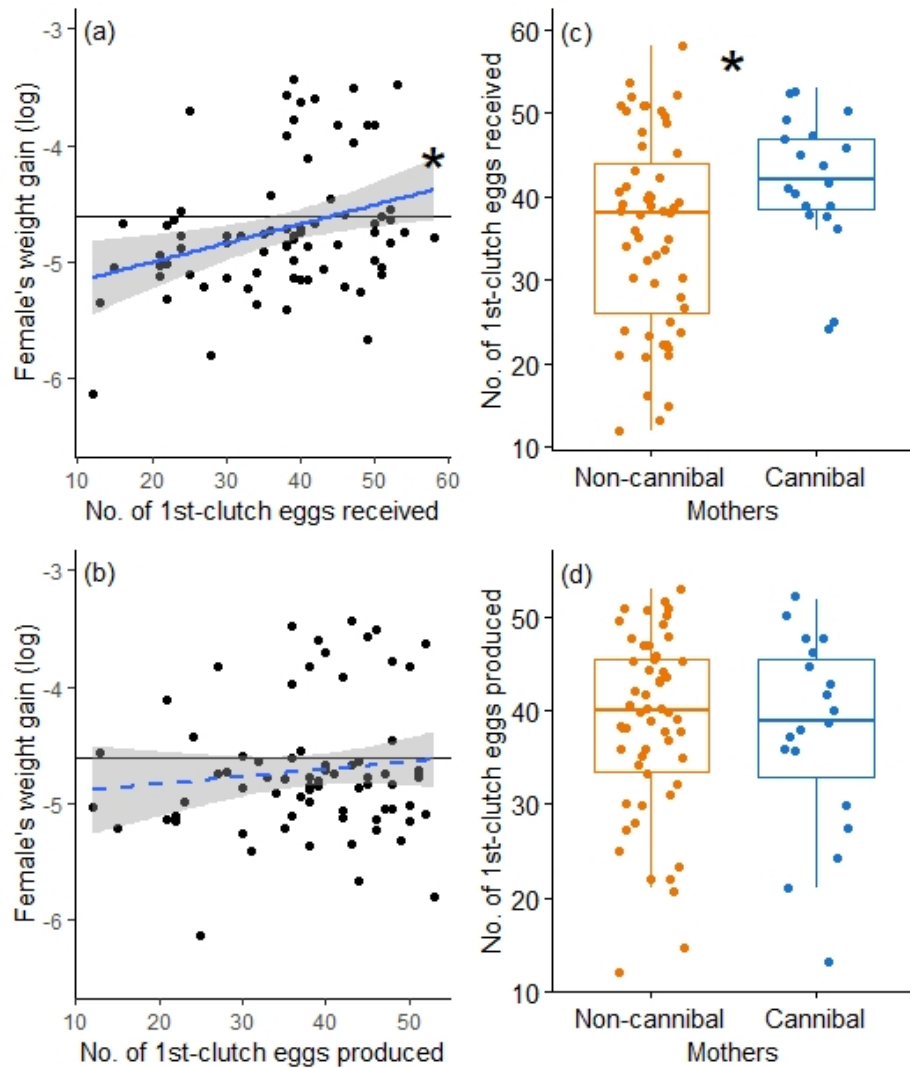 (a)
Female's weight gain (log)
-3
-4
-5
-6
*
10 20 30 40 50 60
No. of 1st-clutch eggs received
(c)
No. of 1st-clutch eggs received
60
50
40
30
20
10
*
Non-cannibal Cannibal
Mothers
(b)
Female's weight gain (log)
-3
-4
-5
-6
10 20 30 40 50
No. of 1st-clutch eggs produced
(d)
No. of 1st-clutch eggs produced
50
40
30
20
10
Non-cannibal Cannibal
Mothers